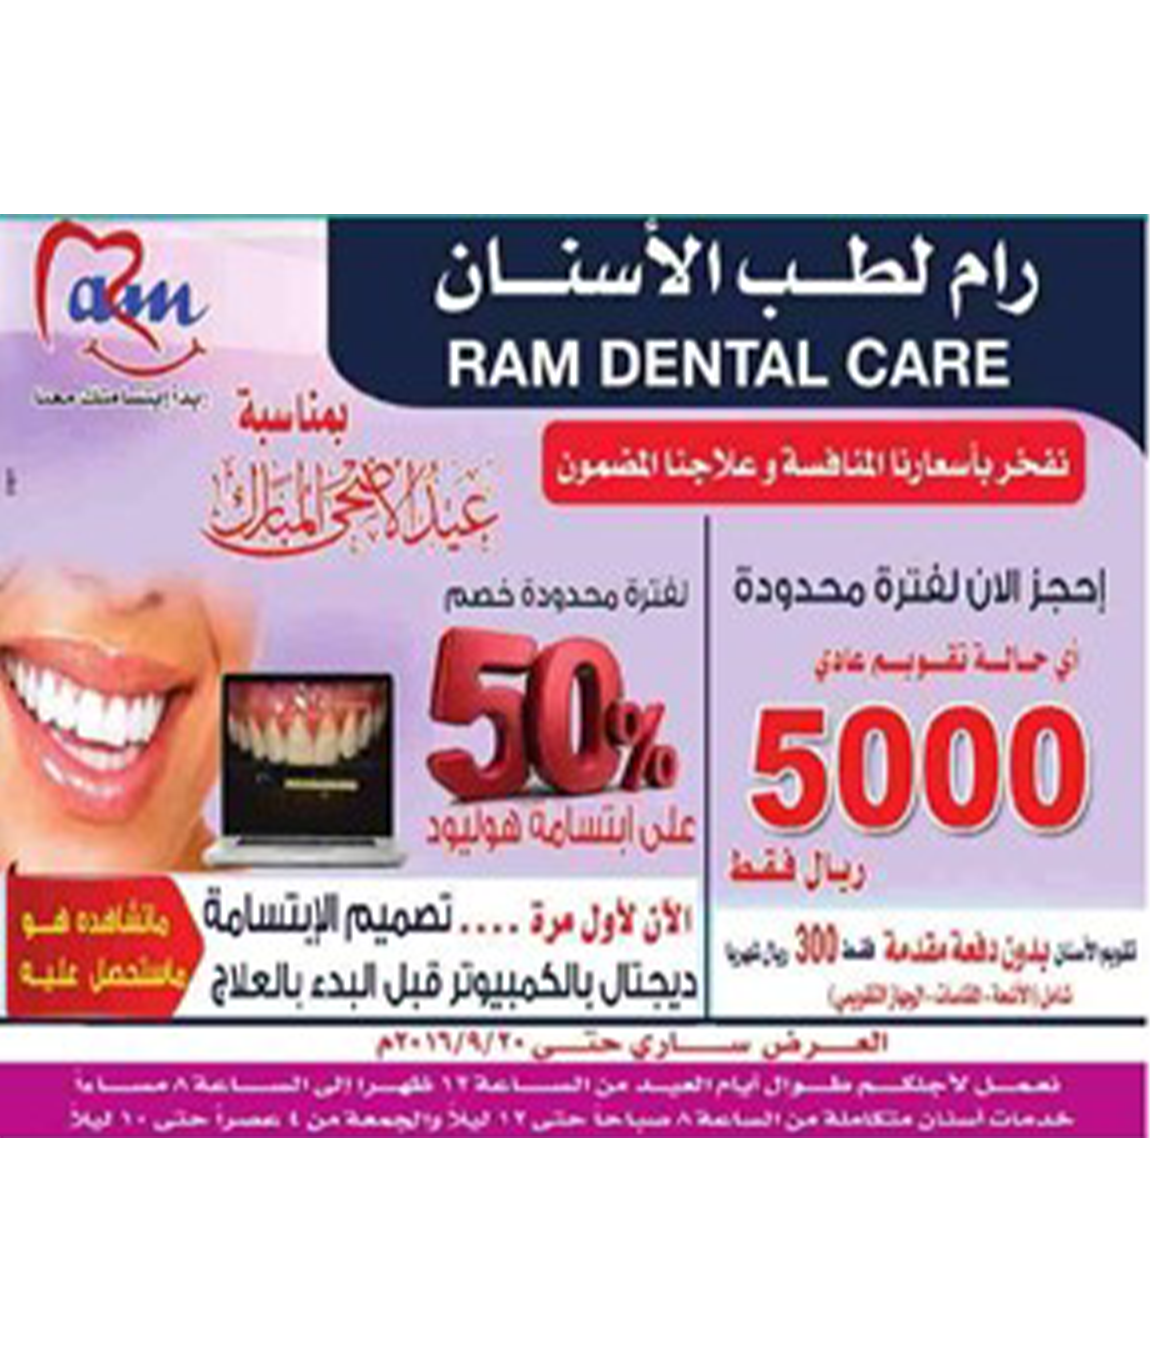 رام لطب الأسنان
RAM DENTAL CARE
Ram
إبدأ إبتسامتك معنا
نفخر بأسعارنا المنافسة و علاجنا المضمون
بمناسبة
عيد الأضحى المبارك
إحجز الان لفترة محدودة
أي حالة تقويم عادي
5000
ريال فقط
تقويم الأسنان بدون دفعة مقدمة فقط 300 ريال شهريا
شامل (الأشعة - القلسات - الجهاز التقويمي)
لفترة محدودة خصم
50%
على ابتسامة هوليود
الآن لأول مرة .... تصميم الإبتسامة
ديجتال بالكمبيوتر قبل البدء بالعلاج
ماتشاهده هو
ماستحصل عليه
العرض ساري حتى ٢٠١٦/٩/٢٠م
نعمل لأجلكم طوال أيام العيد من الساعة ١٢ ظهرا إلى الساعة ٨ مساءا
خدمات أسنان متكاملة من الساعة ٨ صباحا حتى ١٢ ليلا والجمعة من ٤ عصرا حتى ١٠ ليلا